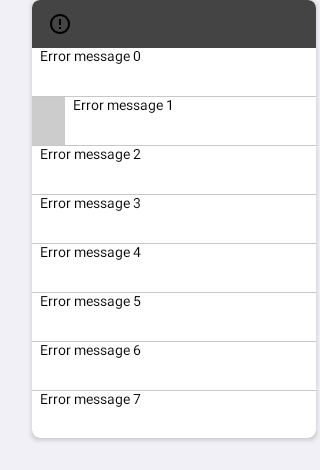 Error message 0
Error message 1
Error message 2
Error message 3
Error message 4
Error message 5
Error message 6
Error message 7